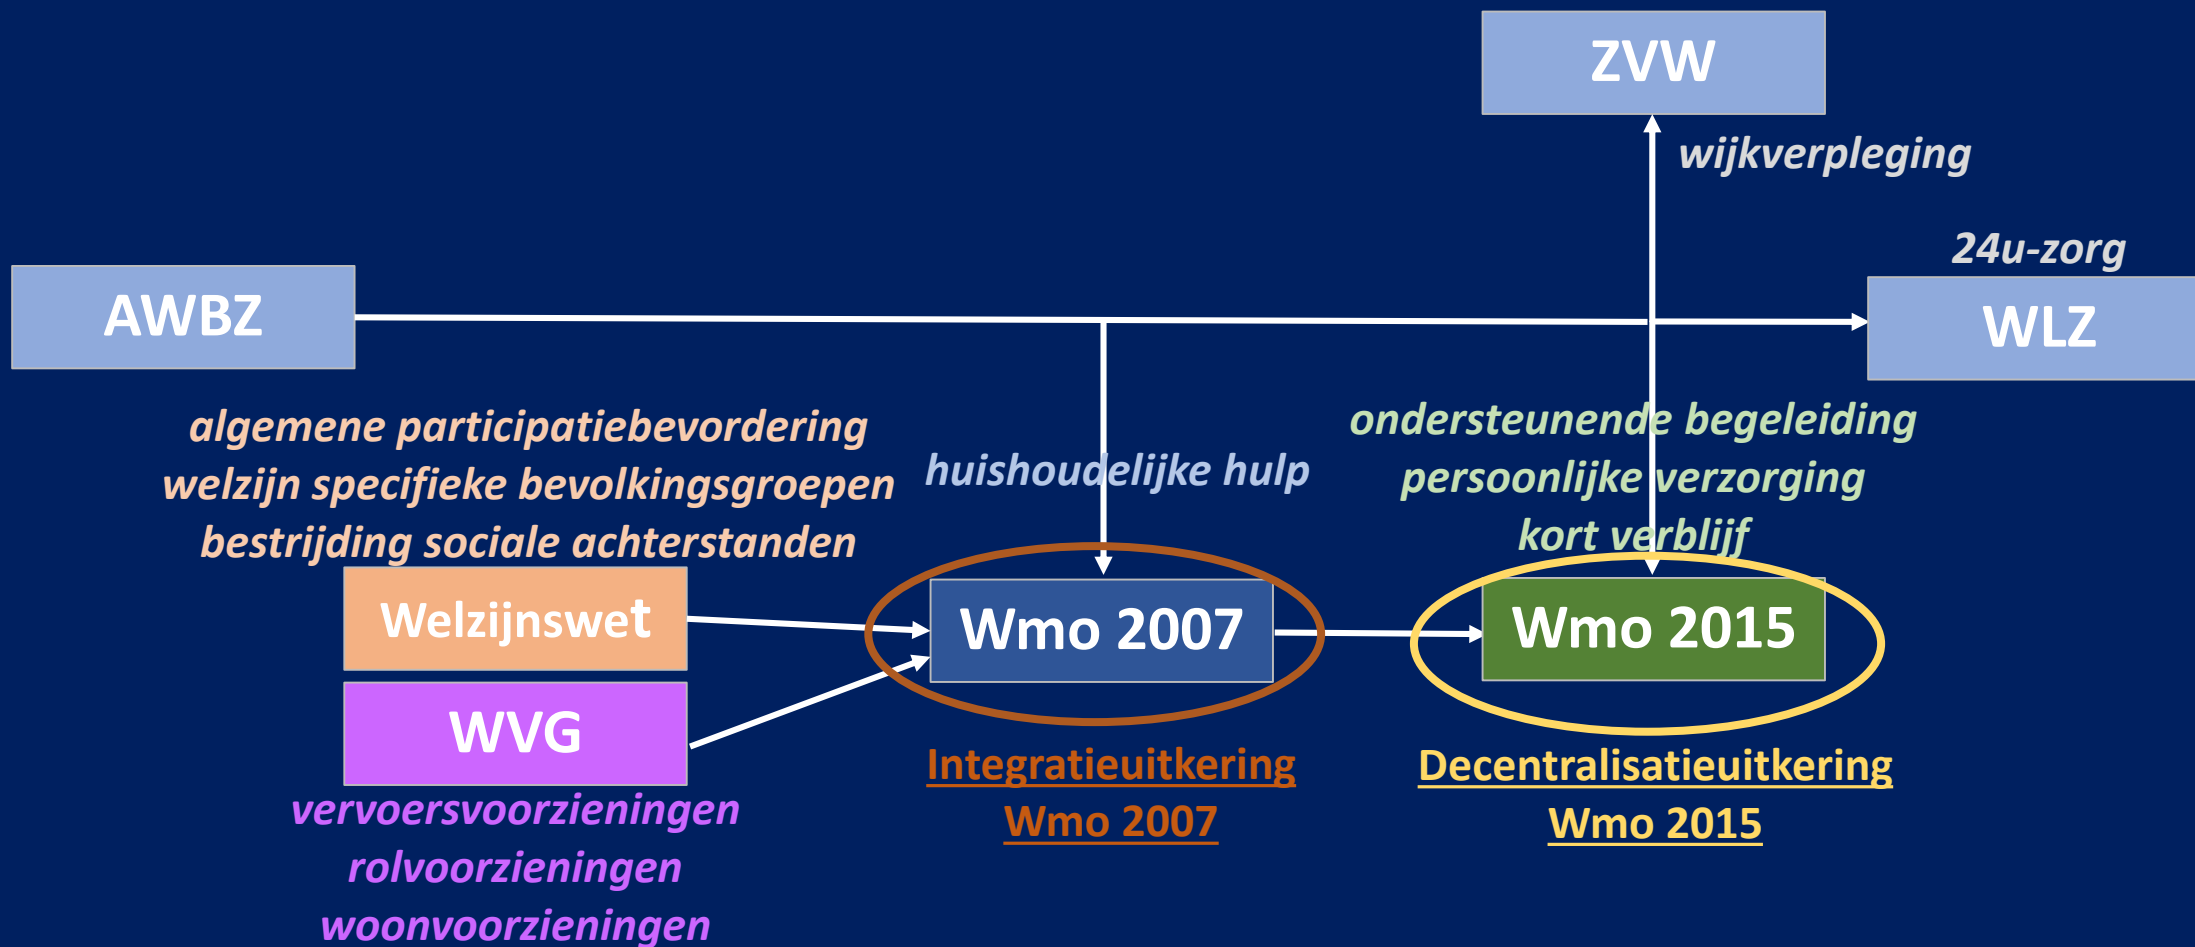 ZVW
wijkverpleging
24u-zorg
AWBZ
WLZ
algemene participatiebevordering
welzijn specifieke bevolkingsgroepen
bestrijding sociale achterstanden
huishoudelijke hulp
ondersteunende begeleiding
persoonlijke verzorging
kort verblijf
Welzijnswet
Wmo 2007
Wmo 2015
WVG
vervoersvoorzieningen
rolvoorzieningen
woonvoorzieningen
Integratieuitkering
Wmo 2007
Decentralisatieuitkering
Wmo 2015